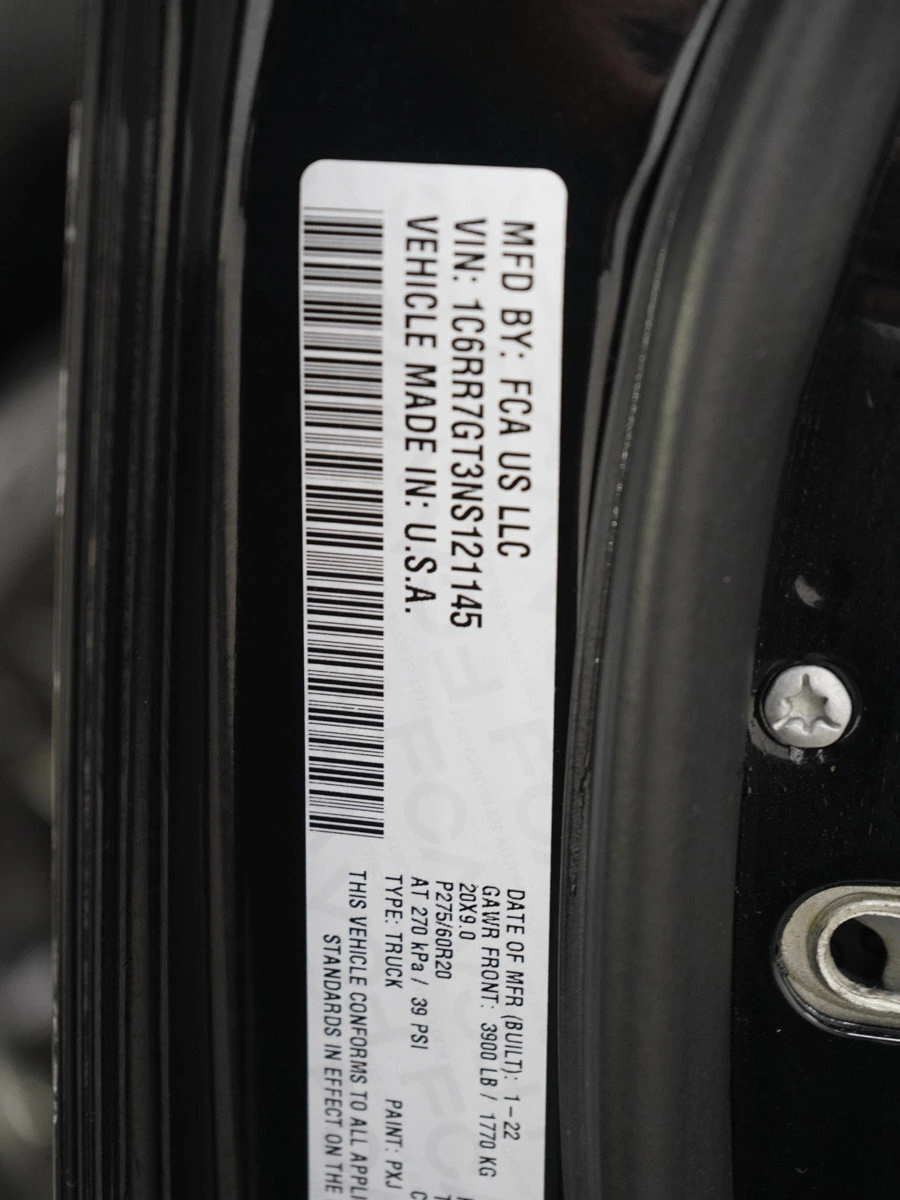 MFD BY: FCA US LLC
VIN: 1C6RR7GT3NS121145
VEHICLE MADE IN: U.S.A.
DATE OF MFR (BUILT): 1-22
GAWR FRONT: 3900 LB / 1770 KG
20X9.0
P275/60R20
AT 270 kPa / 39 PSI
TYPE: TRUCK PAINT: PXJ
THIS VEHICLE CONFORMS TO ALL APPLI
STANDARDS IN EFFECT ON THE